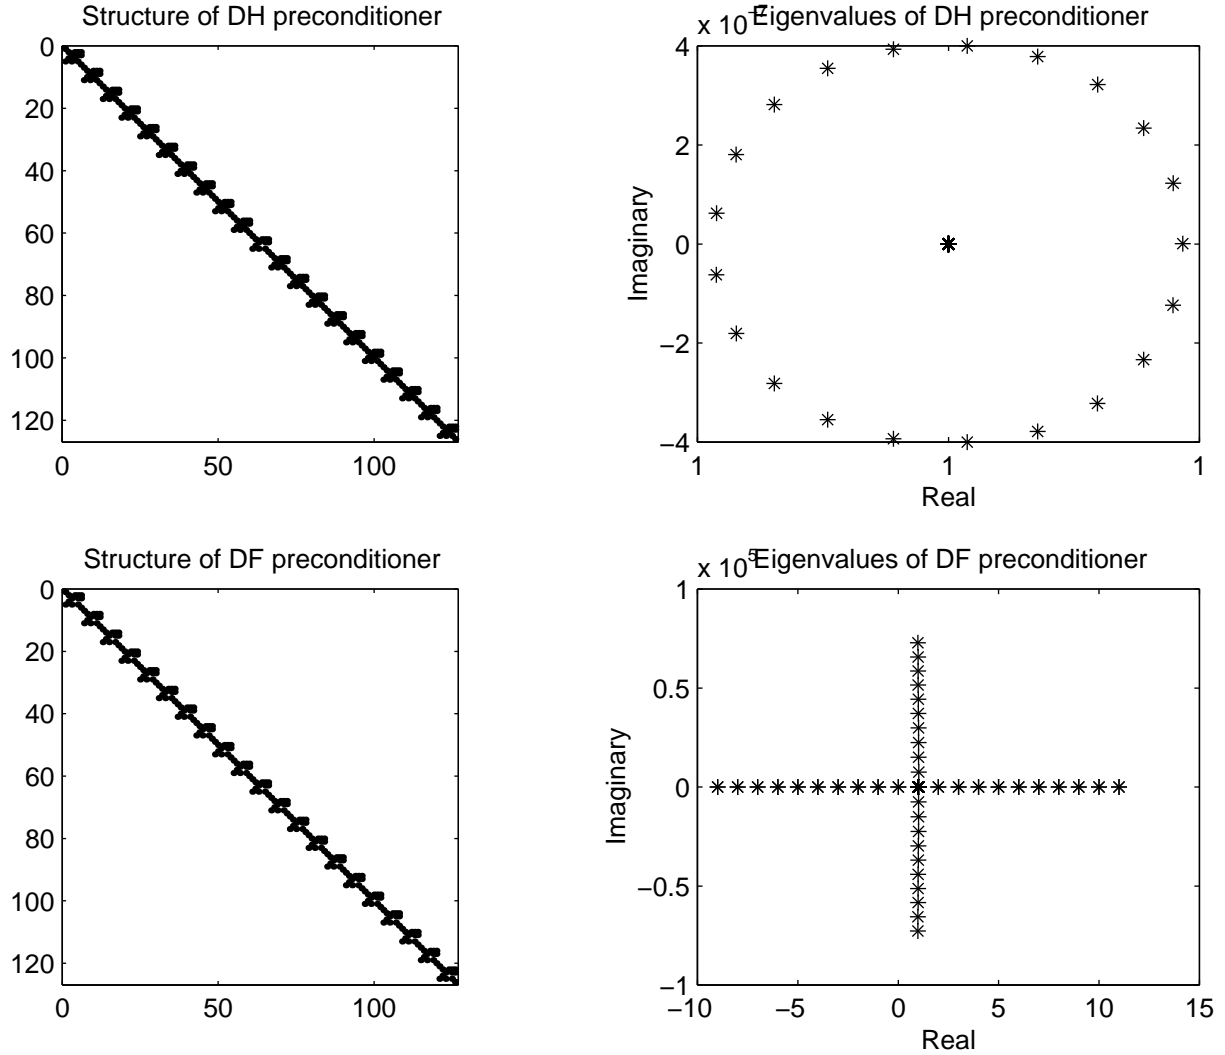 Structure of DH preconditioner
0
20
40
60
80
100
120
0 50 100
x 10−7
Eigenvalues of DH preconditioner
4
2
0
−2
−4
Imaginary
1 1 1
Real
Structure of DF preconditioner
0
20
40
60
80
100
120
0 50 100
x 105
Eigenvalues of DF preconditioner
1
0.5
0
−0.5
−1
Imaginary
−10 −5 0 5 10 15
Real